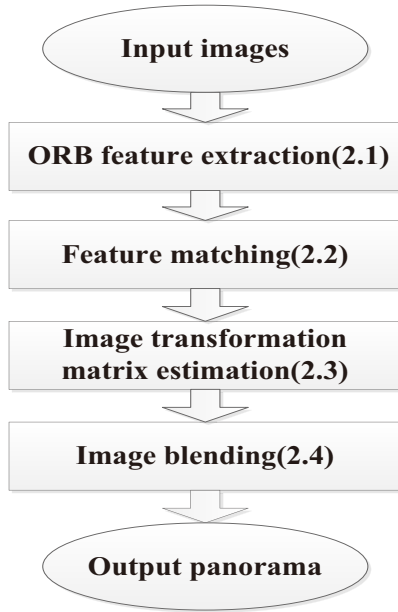 Input images
ORB feature extraction(2.1)
Feature matching(2.2)
Image transformation
matrix estimation(2.3)
Image blending(2.4)
Output panorama